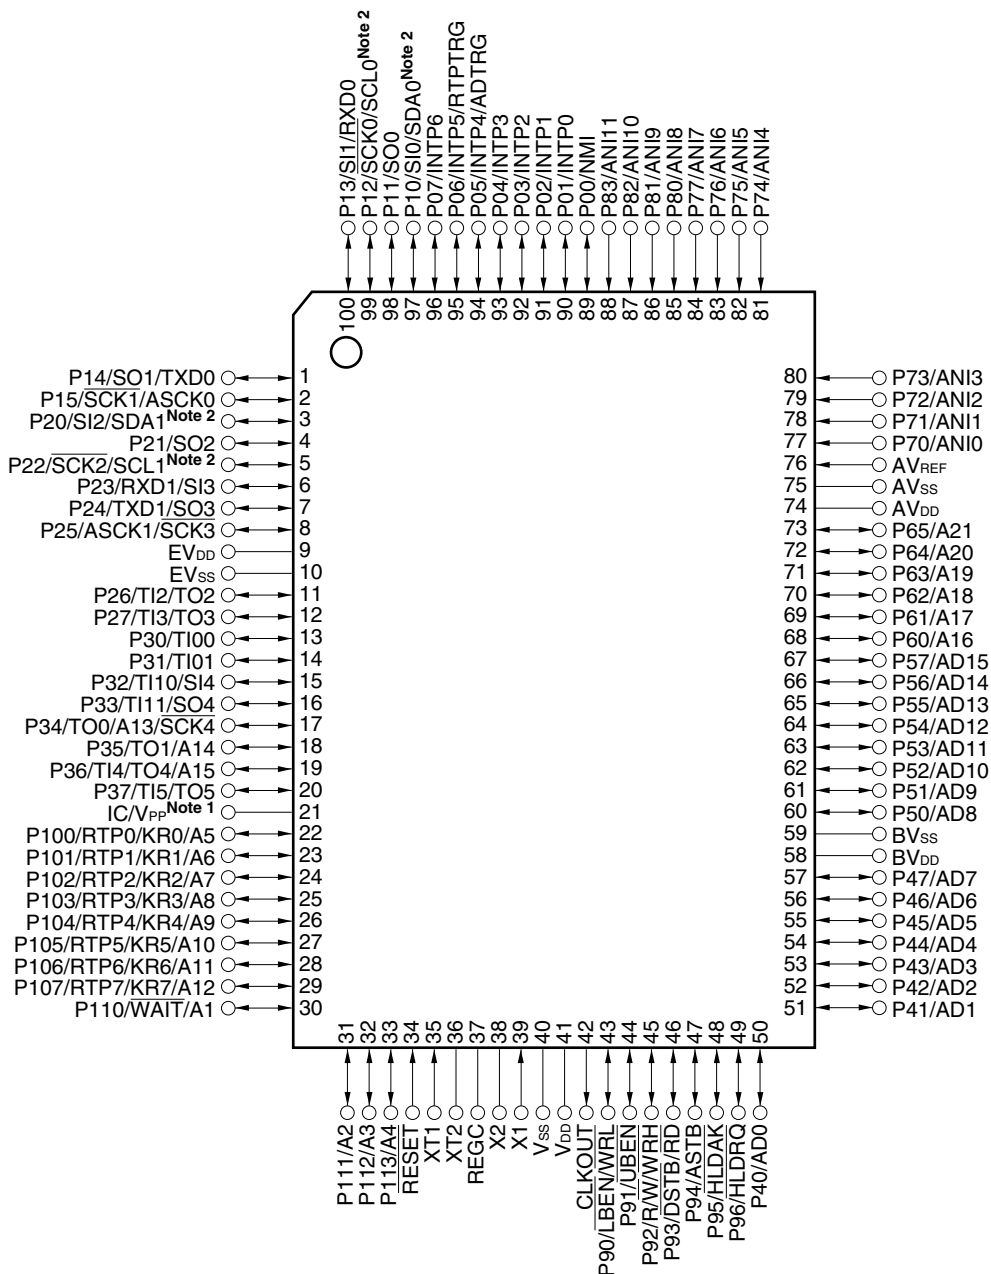 P13/SI1/RXD0
P12/SCK0/SCL0Note 2
P11/SO0
P10/SI0/SDA0Note 2
P07/INTP6
P06/INTP5/RTPTRG
P05/INTP4/ADTRG
P04/INTP3
P03/INTP2
P02/INTP1
P01/INTP0
P00/NMI
P83/ANI11
P82/ANI10
P81/ANI9
P80/ANI8
P77/ANI7
P76/ANI6
P75/ANI5
P74/ANI4
100
99
98
97
96
95
94
93
92
91
90
89
88
87
86
85
84
83
82
81
P14/SO1/TXD0 1
P15/SCK1/ASCK0 2
P20/SI2/SDA1Note 2 3
P21/SO2 4
P22/SCK2/SCL1Note 2 5
P23/RXD1/SI3 6
P24/TXD1/SO3 7
P25/ASCK1/SCK3 8
EVDD 9
EVSS 10
P26/TI2/TO2 11
P27/TI3/TO3 12
P30/TI00 13
P31/TI01 14
P32/TI10/SI4 15
P33/TI11/SO4 16
P34/TO0/A13/SCK4 17
P35/TO1/A14 18
P36/TI4/TO4/A15 19
P37/TI5/TO5 20
IC/VPPNote 1 21
P100/RTP0/KR0/A5 22
P101/RTP1/KR1/A6 23
P102/RTP2/KR2/A7 24
P103/RTP3/KR3/A8 25
P104/RTP4/KR4/A9 26
P105/RTP5/KR5/A10 27
P106/RTP6/KR6/A11 28
P107/RTP7/KR7/A12 29
P110/WAIT/A1 30
80 P73/ANI3
79 P72/ANI2
78 P71/ANI1
77 P70/ANI0
76 AVREF
75 AVSS
74 AVDD
73 P65/A21
72 P64/A20
71 P63/A19
70 P62/A18
69 P61/A17
68 P60/A16
67 P57/AD15
66 P56/AD14
65 P55/AD13
64 P54/AD12
63 P53/AD11
62 P52/AD10
61 P51/AD9
60 P50/AD8
59 BVSS
58 BVDD
57 P47/AD7
56 P46/AD6
55 P45/AD5
54 P44/AD4
53 P43/AD3
52 P42/AD2
51 P41/AD1
31
32
33
34
35
36
37
38
39
40
41
42
43
44
45
46
47
48
49
50
P111/A2
P112/A3
P113/A4
RESET
XT1
XT2
REGC
X2
X1
VSS
VDD
CLKOUT
P90/LBEN/WRL
P91/UBEN
P92/R/W/WRH
P93/DSTB/RD
P94/ASTB
P95/HLDAK
P96/HLDRQ
P40/AD0